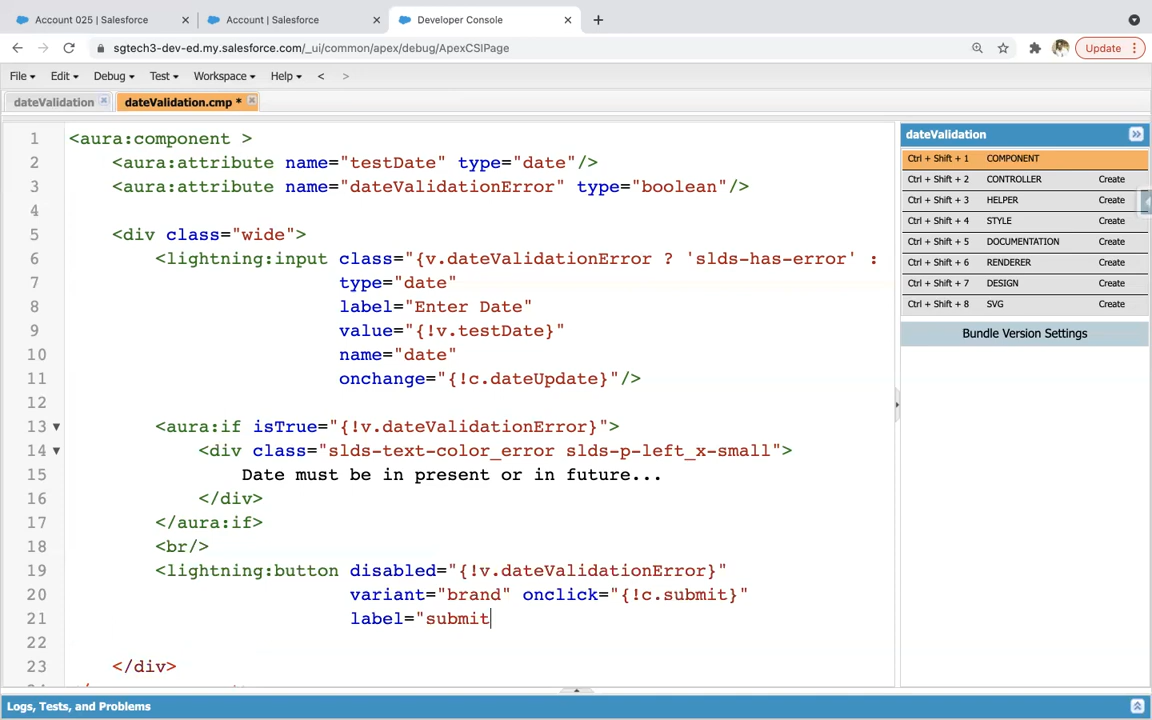 Account 025 | Salesforce
Account | Salesforce
Developer Console
sgtech3-dev-ed.my.salesforce.com/_ui/common/apex/debug/ApexCSIPage
Update
File Edit Debug Test Workspace Help < >
dateValidation
dateValidation.cmp *
1 <aura:component >
2 <aura:attribute name="testDate" type="date"/>
3 <aura:attribute name="dateValidationError" type="boolean"/>
4
5 <div class="wide">
6 <lightning:input class="{v.dateValidationError ? 'slds-has-error' :
7 type="date"
8 label="Enter Date"
9 value="{!v.testDate}"
10 name="date"
11 onchange="{!c.dateUpdate}"/>
12
13 <aura:if isTrue="{!v.dateValidationError}">
14 <div class="slds-text-color_error slds-p-left_x-small">
15 Date must be in present or in future...
16 </div>
17 </aura:if>
18 <br/>
19 <lightning:button disabled="{!v.dateValidationError}"
20 variant="brand" onclick="{!c.submit}"
21 label="submit
22
23 </div>
dateValidation
Ctrl + Shift + 1 COMPONENT
Ctrl + Shift + 2 CONTROLLER Create
Ctrl + Shift + 3 HELPER Create
Ctrl + Shift + 4 STYLE Create
Ctrl + Shift + 5 DOCUMENTATION Create
Ctrl + Shift + 6 RENDERER Create
Ctrl + Shift + 7 DESIGN Create
Ctrl + Shift + 8 SVG Create
Bundle Version Settings
Logs, Tests, and Problems